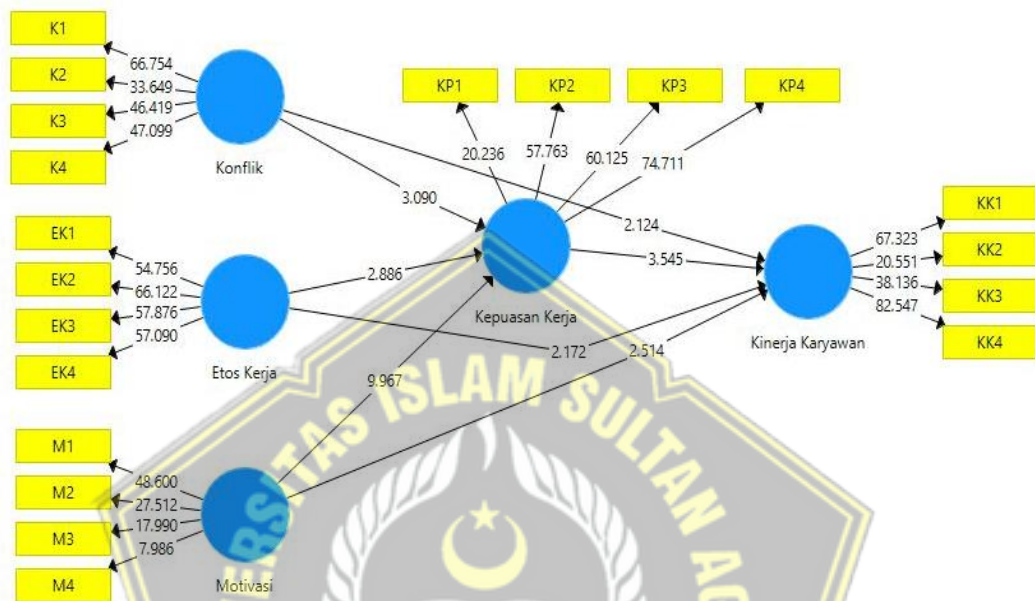 K1
K2
K3
K4
66.754
33.649
46.419
47.099
Konflik
KP1
KP2
KP3
KP4
20.236
57.763
60.125
74.711
3.090
2.124
EK1
EK2
EK3
EK4
54.756
66.122
57.876
57.090
Etos Kerja
2.886
Kepuasan Kerja
3.545
2.172
2.514
9.967
KK1
KK2
KK3
KK4
67.323
20.551
38.136
82.547
Kinerja Karyawan
M1
M2
M3
M4
48.600
27.512
17.990
7.986
Motivasi
ISLAM SULTAN